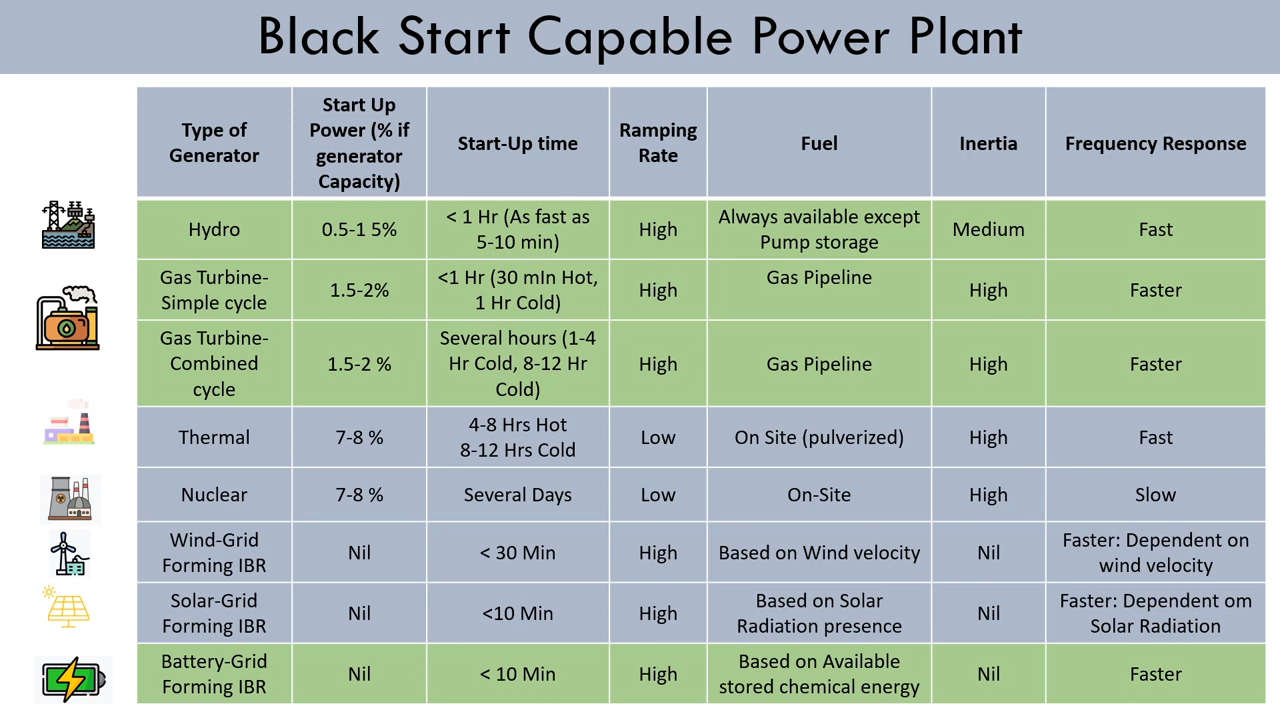 Black Start Capable Power Plant
Type of
Generator
Start Up
Power (% if
generator
Capacity)
Start-Up time
Ramping
Rate
Fuel
Inertia
Frequency Response
Hydro
0.5-1 5%
< 1 Hr (As fast as
5-10 min)
High
Always available except
Pump storage
Medium
Fast
Gas Turbine-
Simple cycle
1.5-2%
<1 Hr (30 mIn Hot,
1 Hr Cold)
High
Gas Pipeline
High
Faster
Gas Turbine-
Combined
cycle
1.5-2 %
Several hours (1-4
Hr Cold, 8-12 Hr
Cold)
High
Gas Pipeline
High
Faster
Thermal
7-8 %
4-8 Hrs Hot
8-12 Hrs Cold
Low
On Site (pulverized)
High
Fast
Nuclear
7-8 %
Several Days
Low
On-Site
High
Slow
Wind-Grid
Forming IBR
Nil
< 30 Min
High
Based on Wind velocity
Nil
Faster: Dependent on
wind velocity
Solar-Grid
Forming IBR
Nil
<10 Min
High
Based on Solar
Radiation presence
Nil
Faster: Dependent om
Solar Radiation
Battery-Grid
Forming IBR
Nil
< 10 Min
High
Based on Available
stored chemical energy
Nil
Faster